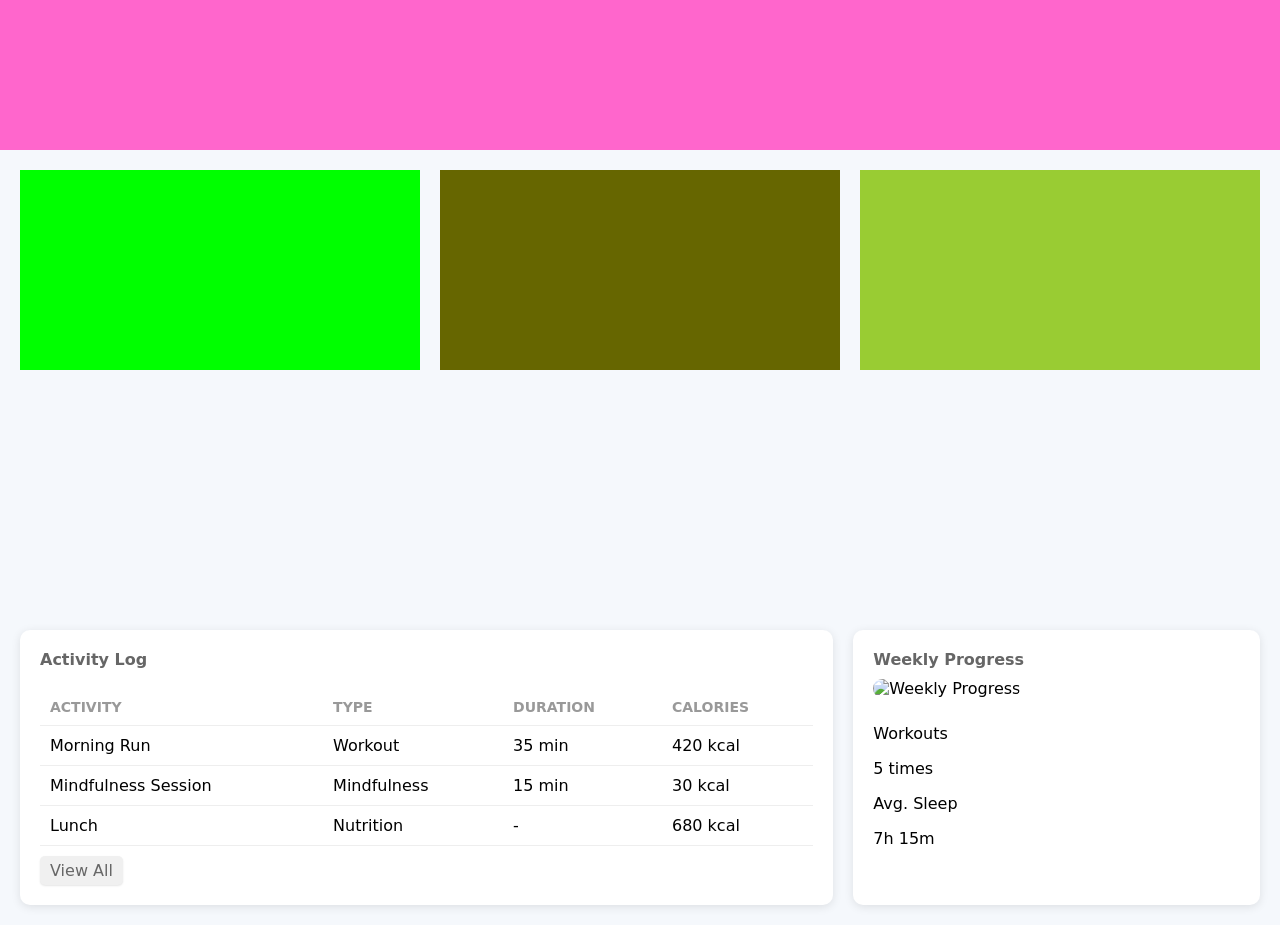 Activity Log
ACTIVITY TYPE DURATION CALORIES
Morning Run Workout 35 min 420 kcal
Mindfulness Session Mindfulness 15 min 30 kcal
Lunch Nutrition - 680 kcal
View All
Weekly Progress
Weekly Progress
Workouts
5 times
Avg. Sleep
7h 15m